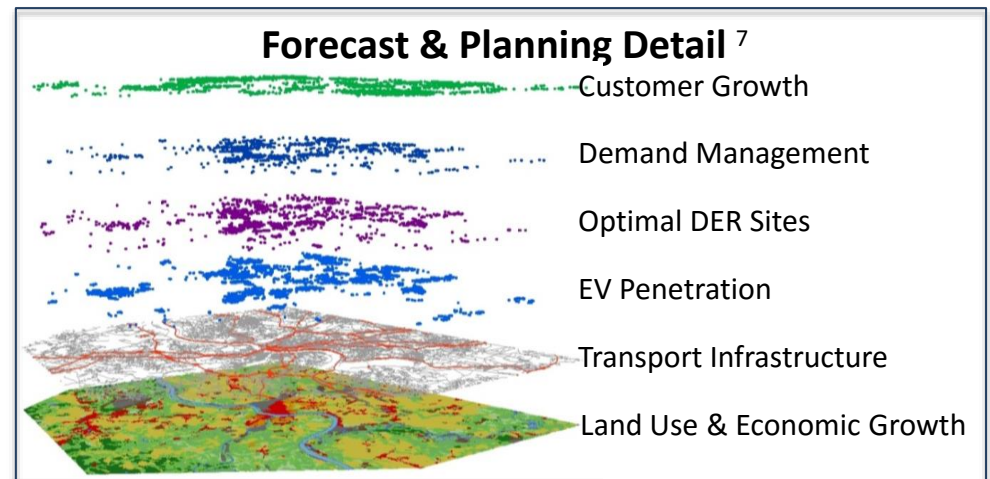 Forecast & Planning Detail 7
Customer Growth
Demand Management
Optimal DER Sites
EV Penetration
Transport Infrastructure
Land Use & Economic Growth